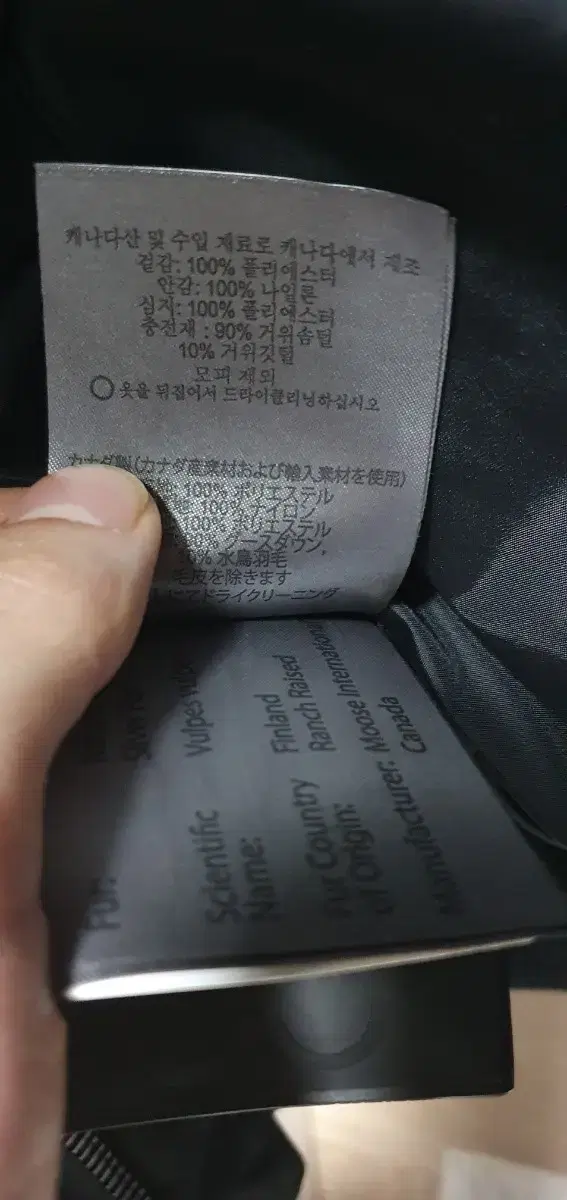 캐나다산 및 수입 재료로 캐나다에서 제조
겉감: 100% 폴리에스터
안감: 100% 나일론
심지: 100% 폴리에스터
충전재 : 90% 거위솜털
10% 거위깃털
모피 제외
옷을 뒤집어서 드라이클리닝하십시오
カナダ製(カナダ産素材および輸入素材を使用)
100% ポリエステル
100% ナイロン
100% ポリエステル
グースダウン,
水鳥羽毛
毛皮を除きます
にてドライクリーニング
Fur:
Scientific Name: Vulpes
Fur Country of Origin: Finland Ranch Raised
Manufacturer: Moose International Canada